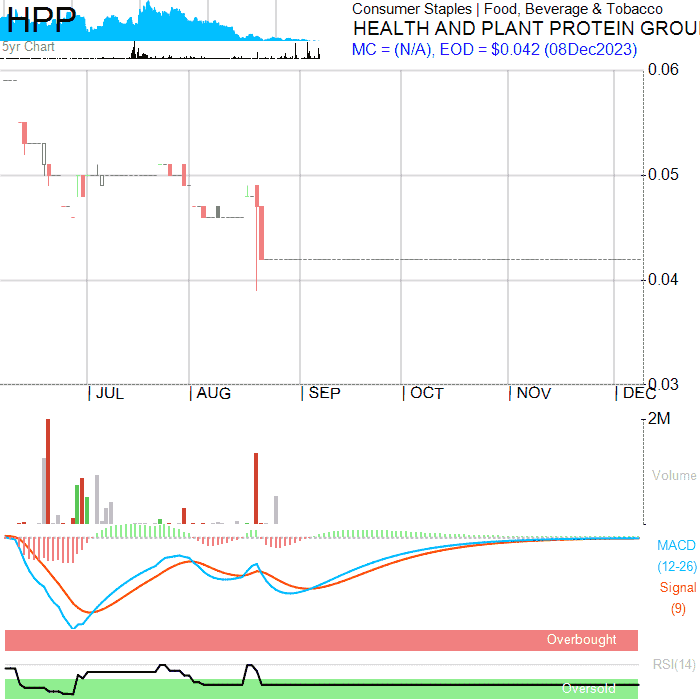 HPP
5yr Chart
Consumer Staples | Food, Beverage & Tobacco
HEALTH AND PLANT PROTEIN GROU
MC = (N/A), EOD = $0.042 (08Dec2023)
0.06
0.05
0.04
0.03
| JUL
| AUG
| SEP
| OCT
| NOV
| DEC
2M
Volume
MACD
(12-26)
Signal
(9)
Overbought
RSI(14)
Oversold